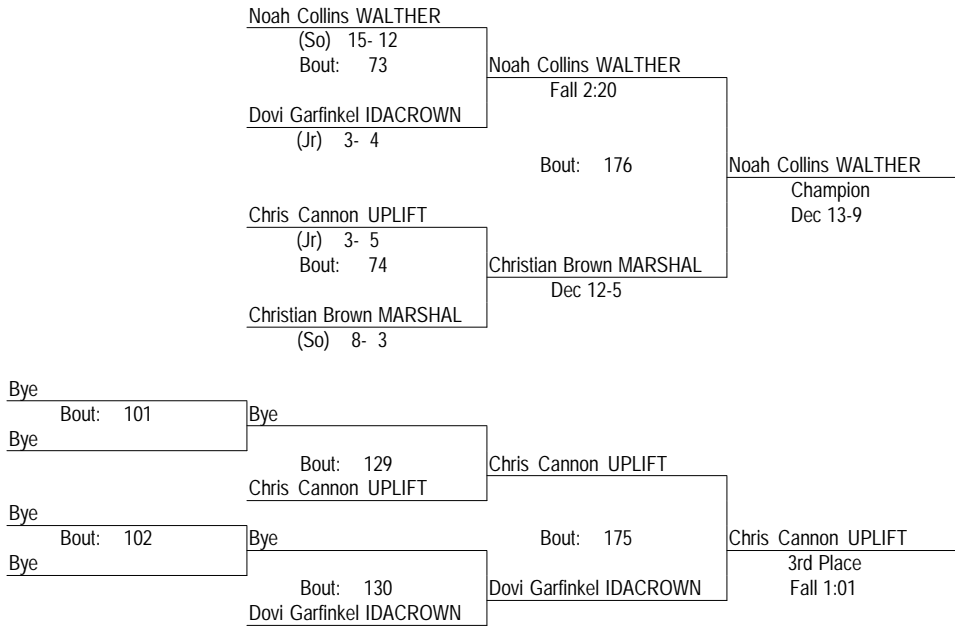 Noah Collins WALTHER
(So) 15- 12
Bout: 73
Noah Collins WALTHER
Fall 2:20
Dovi Garfinkel IDACROWN
(Jr) 3- 4
Bout: 176
Noah Collins WALTHER
Champion
Dec 13-9
Chris Cannon UPLIFT
(Jr) 3- 5
Bout: 74
Christian Brown MARSHAL
Dec 12-5
Christian Brown MARSHAL
(So) 8- 3
Bye
Bout: 101
Bye
Bye
Bout: 129
Chris Cannon UPLIFT
Chris Cannon UPLIFT
Bye
Bout: 102
Bye
Bye
Bout: 175
Chris Cannon UPLIFT
3rd Place
Fall 1:01
Bout: 130
Dovi Garfinkel IDACROWN
Dovi Garfinkel IDACROWN